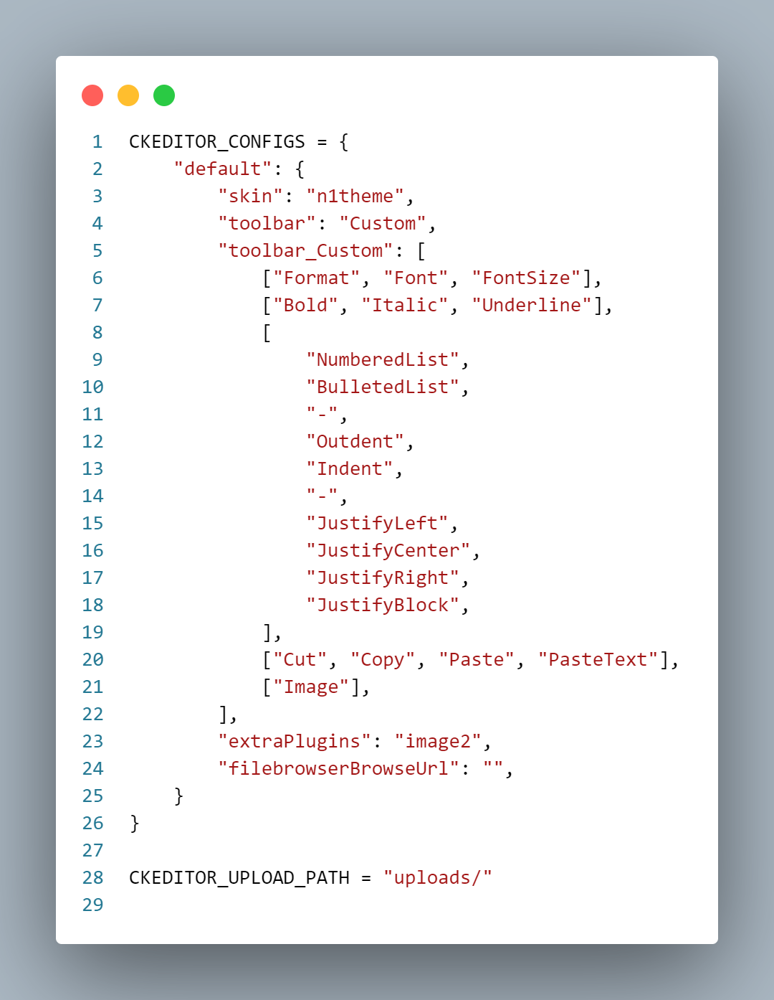 1 CKEDITOR_CONFIGS = {
2     "default": {
3         "skin": "n1theme",
4         "toolbar": "Custom",
5         "toolbar_Custom": [
6             ["Format", "Font", "FontSize"],
7             ["Bold", "Italic", "Underline"],
8             [
9                 "NumberedList",
10                 "BulletedList",
11                 "-",
12                 "Outdent",
13                 "Indent",
14                 "-",
15                 "JustifyLeft",
16                 "JustifyCenter",
17                 "JustifyRight",
18                 "JustifyBlock",
19             ],
20             ["Cut", "Copy", "Paste", "PasteText"],
21             ["Image"],
22         ],
23         "extraPlugins": "image2",
24         "filebrowserBrowseUrl": "",
25     }
26 }
27
28 CKEDITOR_UPLOAD_PATH = "uploads/"
29